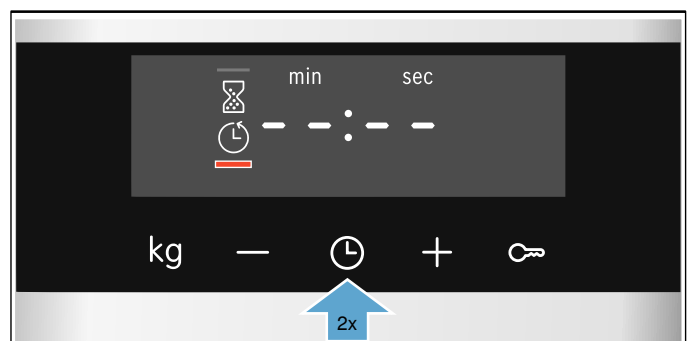 min sec
-- -- : -- --
kg − +
2x